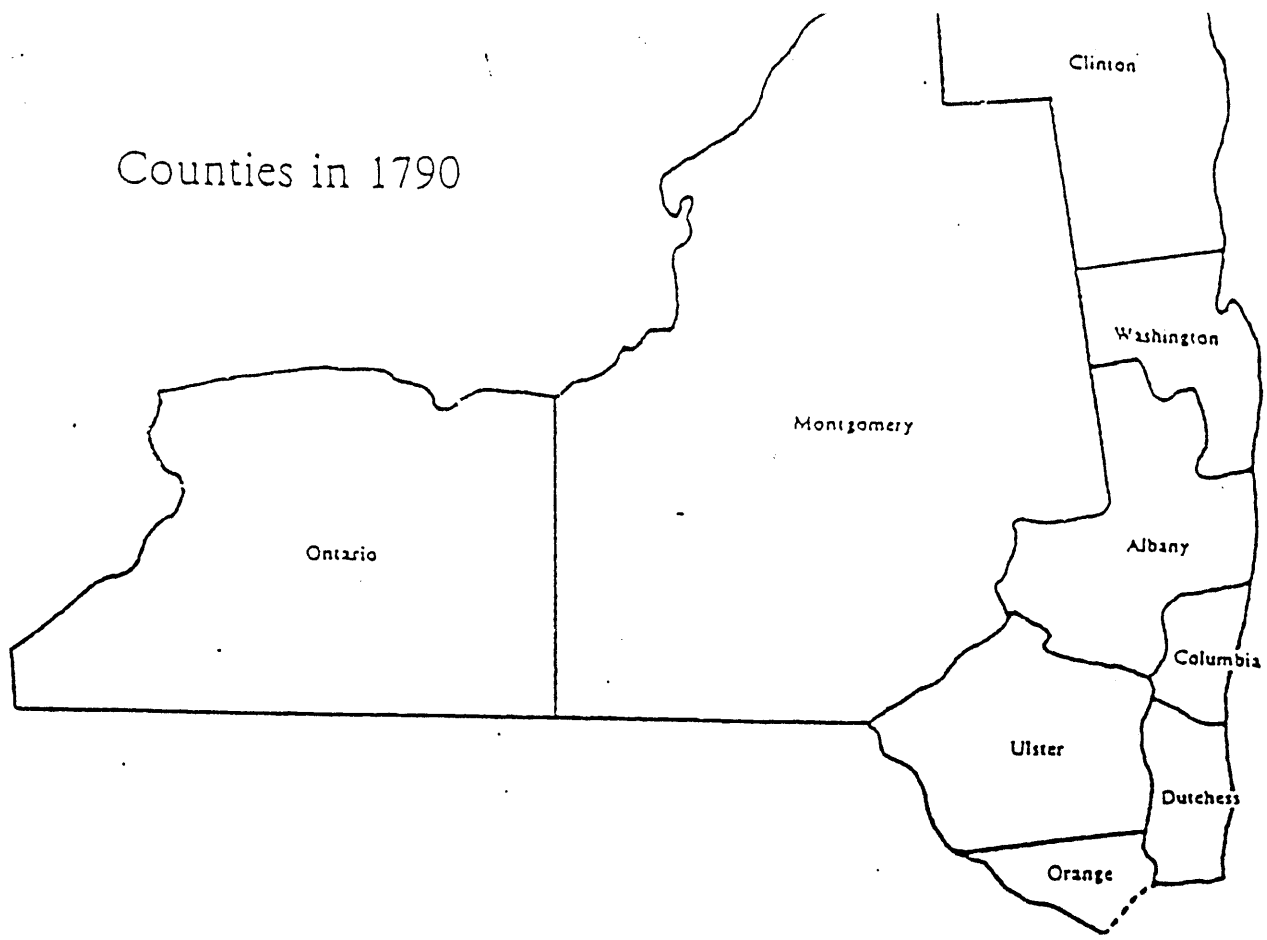 Clinton
Counties in 1790
Washington
Montgomery
Ontario
Albany
Columbia
Ulster
Dutchess
Orange